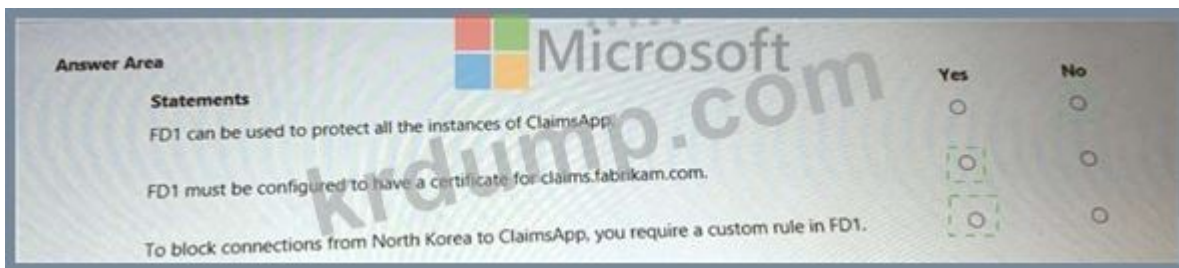 Microsoft
Answer Area
Yes No
Statements
FD1 can be used to protect all the instances of ClaimsApp.
FD1 must be configured to have a certificate for claims.fabrikam.com.
To block connections from North Korea to ClaimsApp, you require a custom rule in FD1.
krdump.com